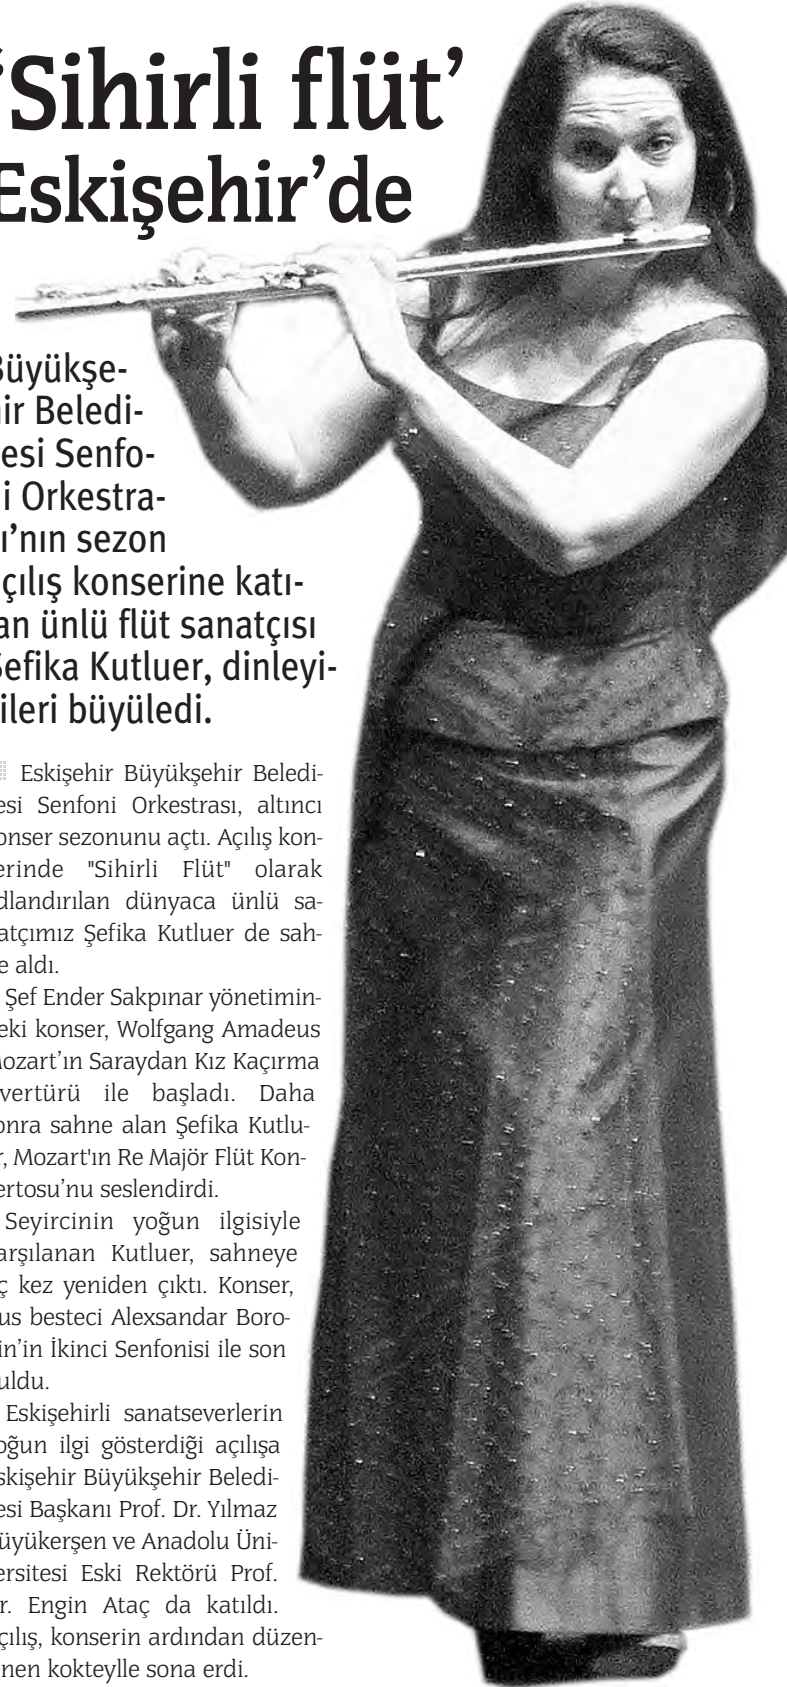 'Sihirli flüt'
Eskişehir'de
Büyükşe-
ir Beledi-
esi Senfo-
i Orkestra-
ı'nın sezon
çılış konserine katı-
an ünlü flüt sanatçısı
Şefika Kutluer, dinleyi-
ileri büyüledi.
Eskişehir Büyükşehir Beledi-
esi Senfoni Orkestrası, altıncı
onser sezonunu açtı. Açılış kon-
erinde "Sihirli Flüt" olarak
dlandırılan dünyaca ünlü sa-
atçımız Şefika Kutluer de sah-
e aldı.
Şef Ender Sakpınar yönetimin-
eki konser, Wolfgang Amadeus
Mozart'ın Saraydan Kız Kaçırma
vertürü ile başladı. Daha
onra sahne alan Şefika Kutlu-
r, Mozart'ın Re Majör Flüt Kon-
ertosu'nu seslendirdi.
Seyircinin yoğun ilgisiyle
arşılanan Kutluer, sahneye
ç kez yeniden çıktı. Konser,
us besteci Alexsandar Boro-
in'in İkinci Senfonisi ile son
uldu.
Eskişehirli sanatseverlerin
oğun ilgi gösterdiği açılışa
skişehir Büyükşehir Beledi-
esi Başkanı Prof. Dr. Yılmaz
üyükerşen ve Anadolu Üni-
ersitesi Eski Rektörü Prof.
r. Engin Ataç da katıldı.
çılış, konserin ardından düzen-
nen kokteylle sona erdi.